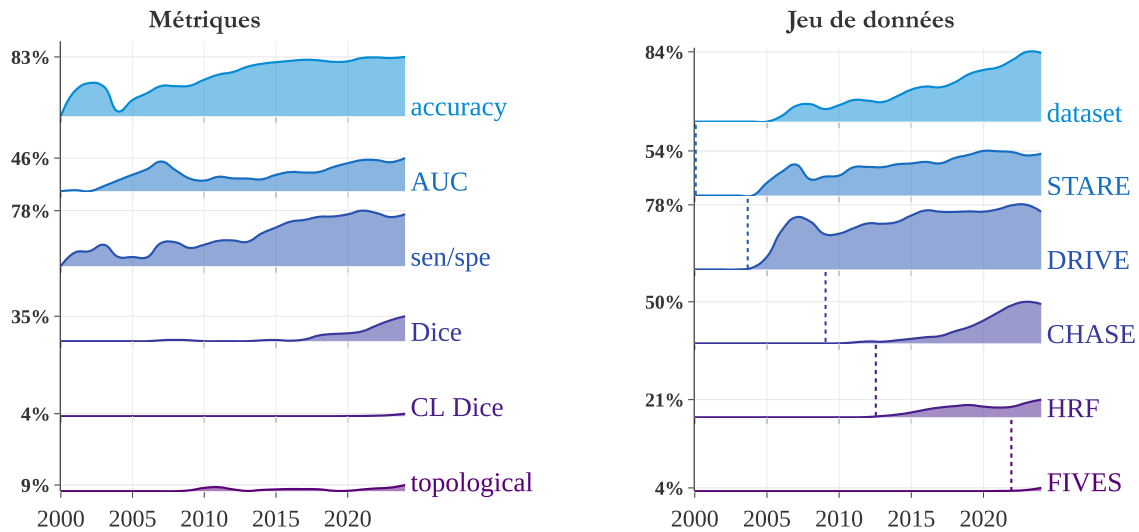 Métriques
83%
accuracy
46%
AUC
78%
sen/spe
35%
Dice
4%
CL Dice
9%
topological
2000 2005 2010 2015 2020
Jeu de données
84%
dataset
54%
STARE
78%
DRIVE
50%
CHASE
21%
HRF
4%
FIVES
2000 2005 2010 2015 2020